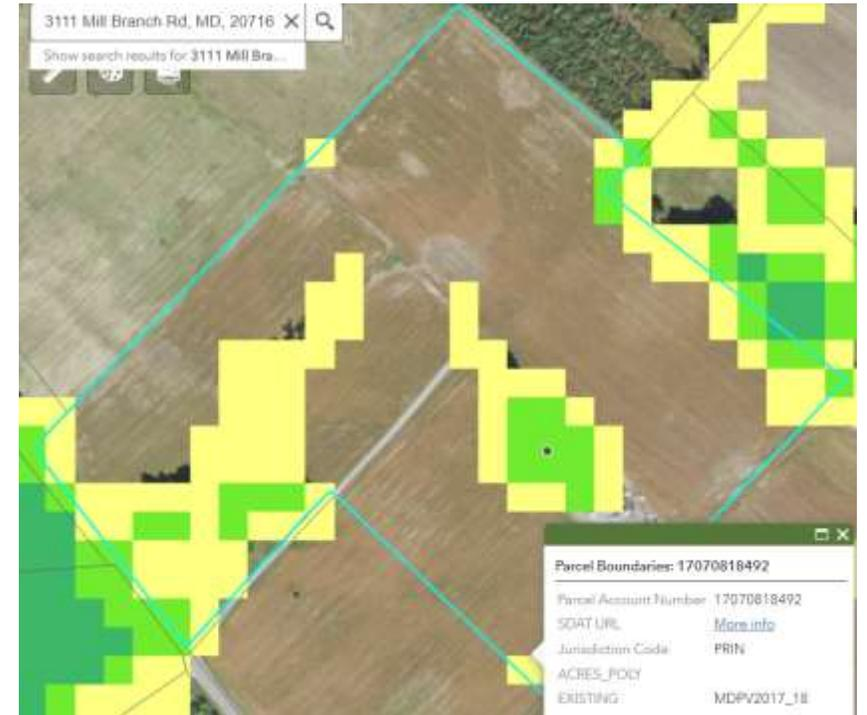 3111 Mill Branch Rd, MD, 20716 X
Show search results for 3111 Mill Bra...
Parcel Boundaries: 17070818492
Parcel Account Number 17070818492
SDAT URL More info
Jurisdiction Code PRIN
ACRES_POLY
EXISTING MDPV2017_18